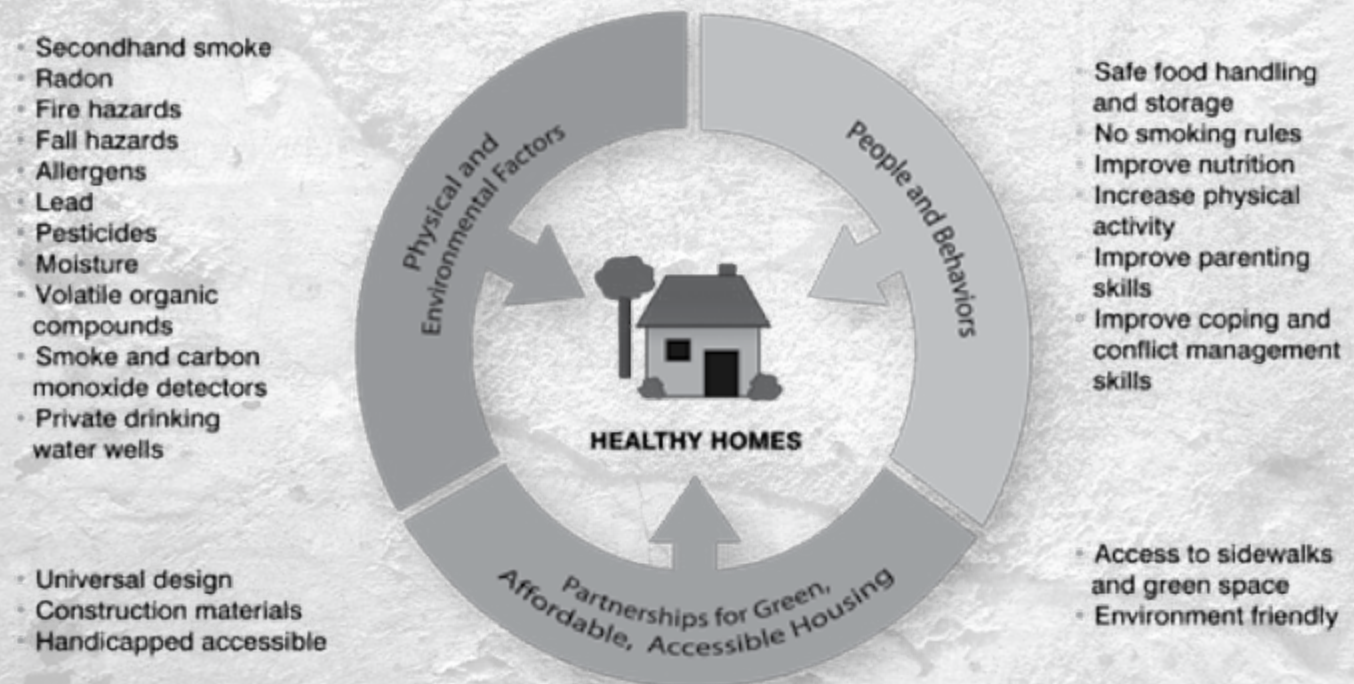 Secondhand smoke
Radon
Fire hazards
Fall hazards
Allergens
Lead
Pesticides
Moisture
Volatile organic
compounds
Smoke and carbon
monoxide detectors
Private drinking
water wells
Physical and
Environmental Factors
People and Behaviors
Safe food handling
and storage
No smoking rules
Improve nutrition
Increase physical
activity
Improve parenting
skills
Improve coping and
conflict management
skills
HEALTHY HOMES
Universal design
Construction materials
Handicapped accessible
Partnerships for Green,
Affordable, Accessible Housing
Access to sidewalks
and green space
Environment friendly